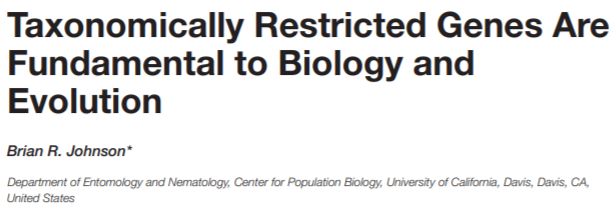 Taxonomically Restricted Genes Are
Fundamental to Biology and
Evolution
Brian R. Johnson*
Department of Entomology and Nematology, Center for Population Biology, University of California, Davis, Davis, CA,
United States